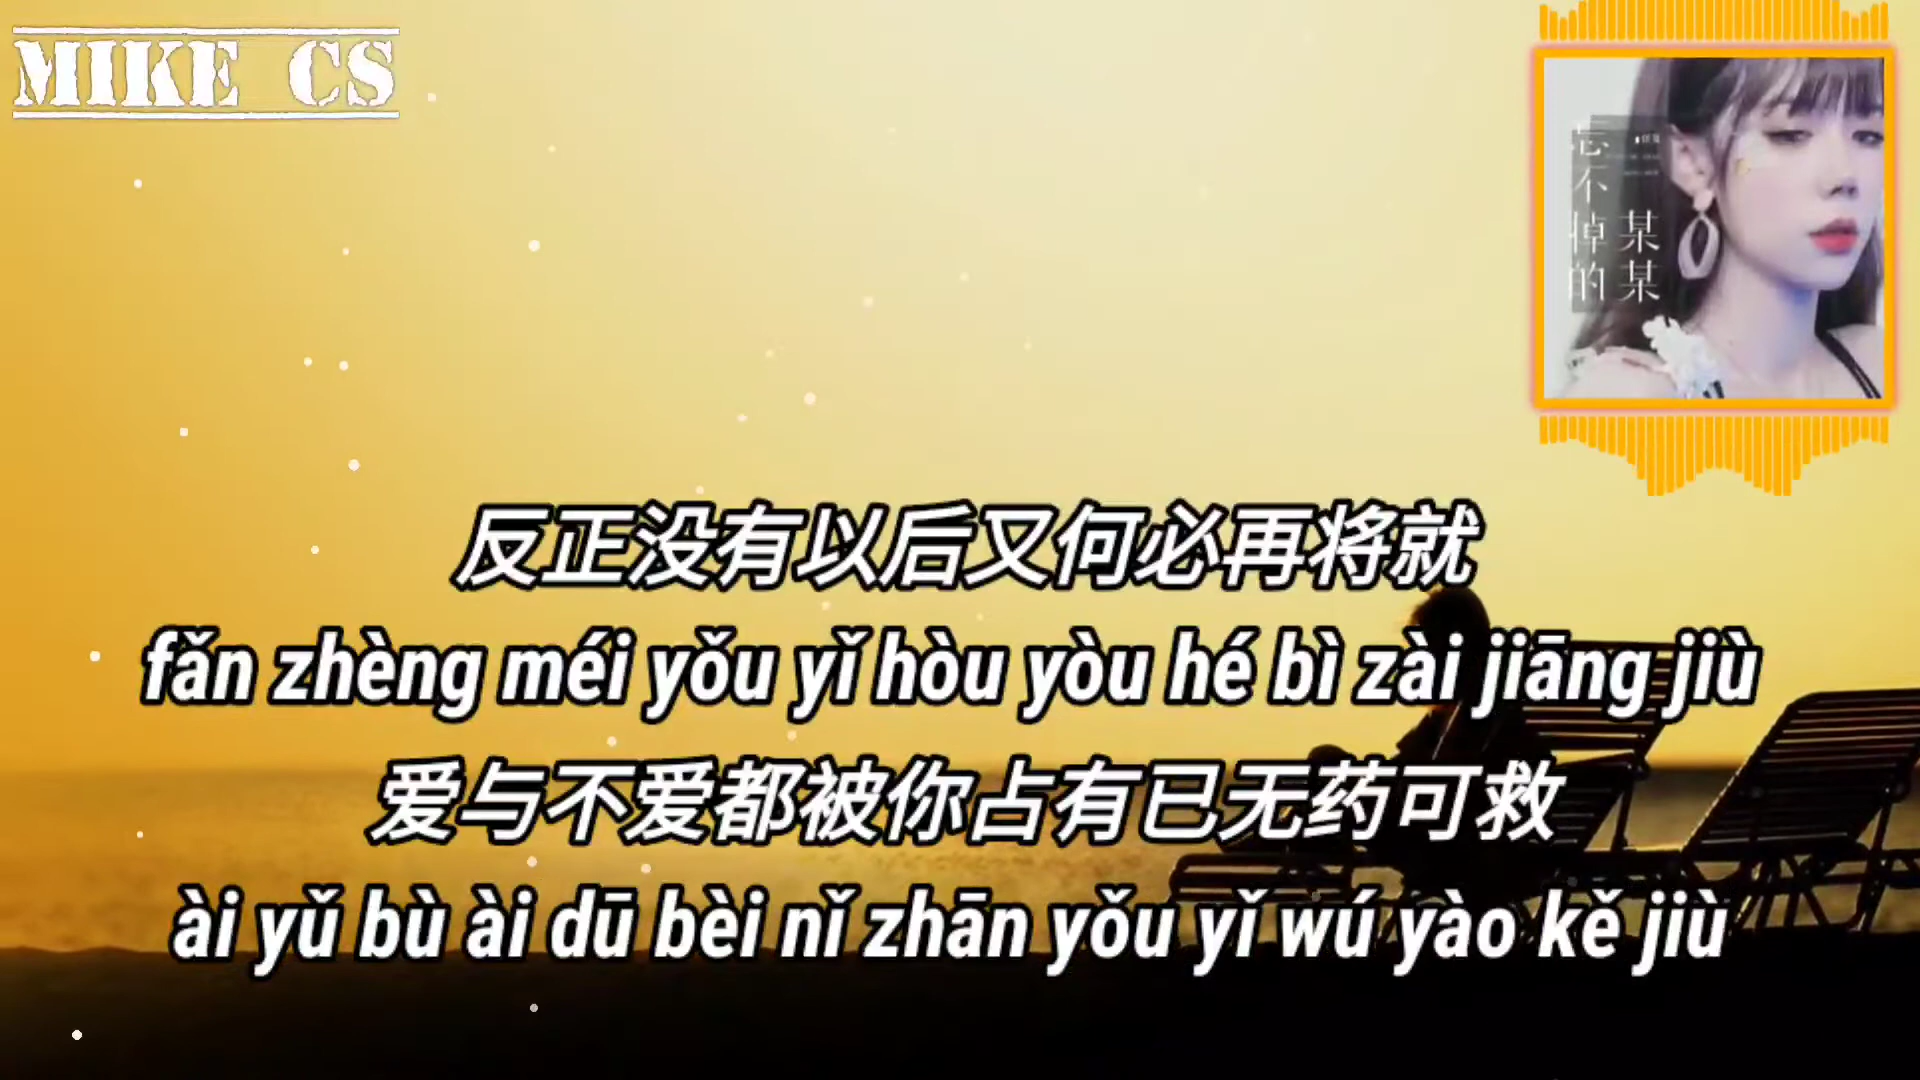 MIKE CS
忘不掉的
某某
反正没有以后又何必再将就
fǎn zhèng méi yǒu yǐ hòu yòu hé bì zài jiāng jiù
爱与不爱都被你占有已无药可救
ài yǔ bù ài dū bèi nǐ zhān yǒu yǐ wú yào kě jiù